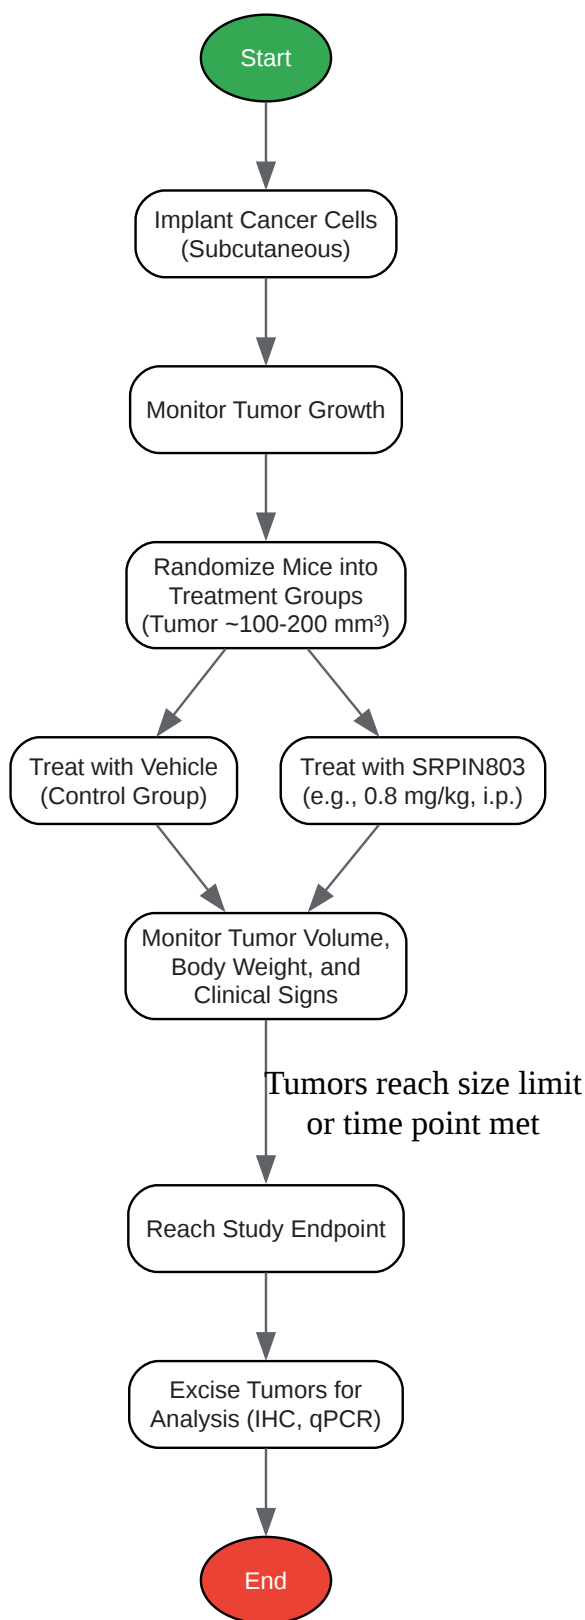 Start
Implant Cancer Cells
(Subcutaneous)
Monitor Tumor Growth
Randomize Mice into
Treatment Groups
(Tumor ~100-200 mm³)
Treat with Vehicle
(Control Group)
Treat with SRPIN803
(e.g., 0.8 mg/kg, i.p.)
Monitor Tumor Volume,
Body Weight, and
Clinical Signs
Tumors reach size limit
or time point met
Reach Study Endpoint
Excise Tumors for
Analysis (IHC, qPCR)
End